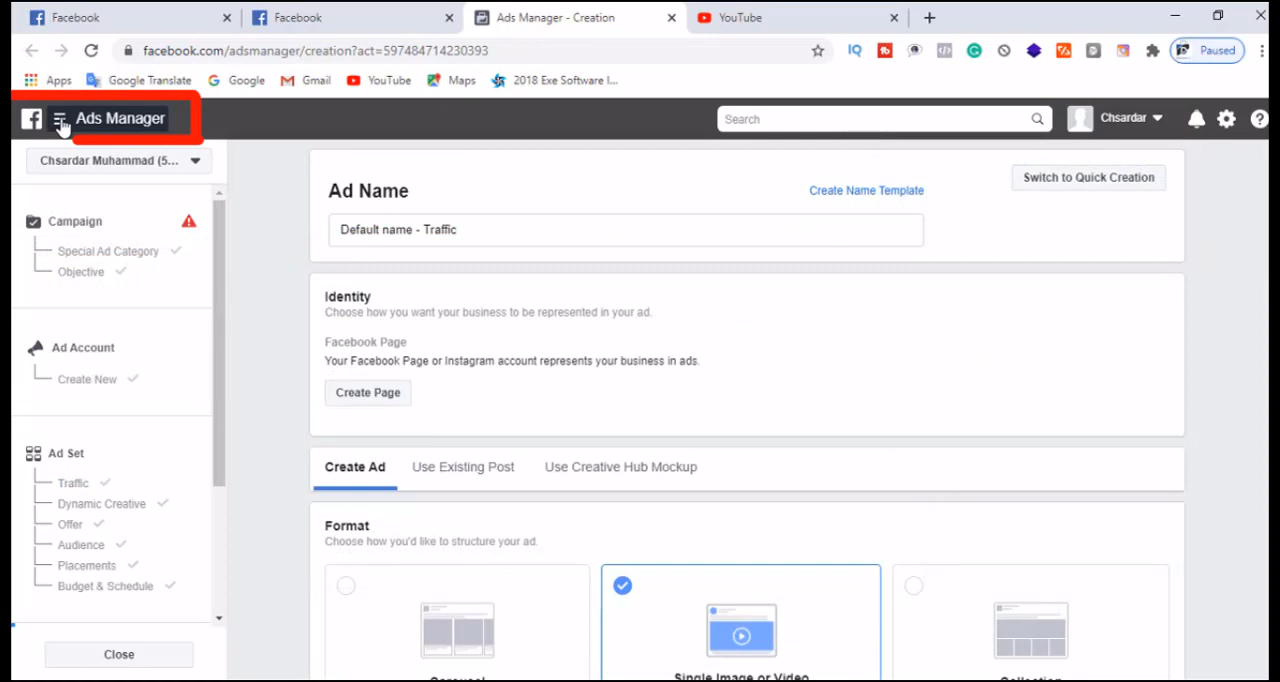 Facebook
Facebook
Ads Manager - Creation
YouTube
facebook.com/adsmanager/creation?act=597484714230393
IQ
Paused
Apps
Google Translate
Google
Gmail
YouTube
Maps
2018 Exe Software I...
Ads Manager
Search
Chsardar
Chsardar Muhammad (5...
Campaign
Special Ad Category
Objective
Ad Account
Create New
Ad Set
Traffic
Dynamic Creative
Offer
Audience
Placements
Budget & Schedule
Close
Ad Name
Create Name Template
Switch to Quick Creation
Default name - Traffic
Identity
Choose how you want your business to be represented in your ad.
Facebook Page
Your Facebook Page or Instagram account represents your business in ads.
Create Page
Create Ad
Use Existing Post
Use Creative Hub Mockup
Format
Choose how you'd like to structure your ad.
Carousel
Single Image or Video
Collection